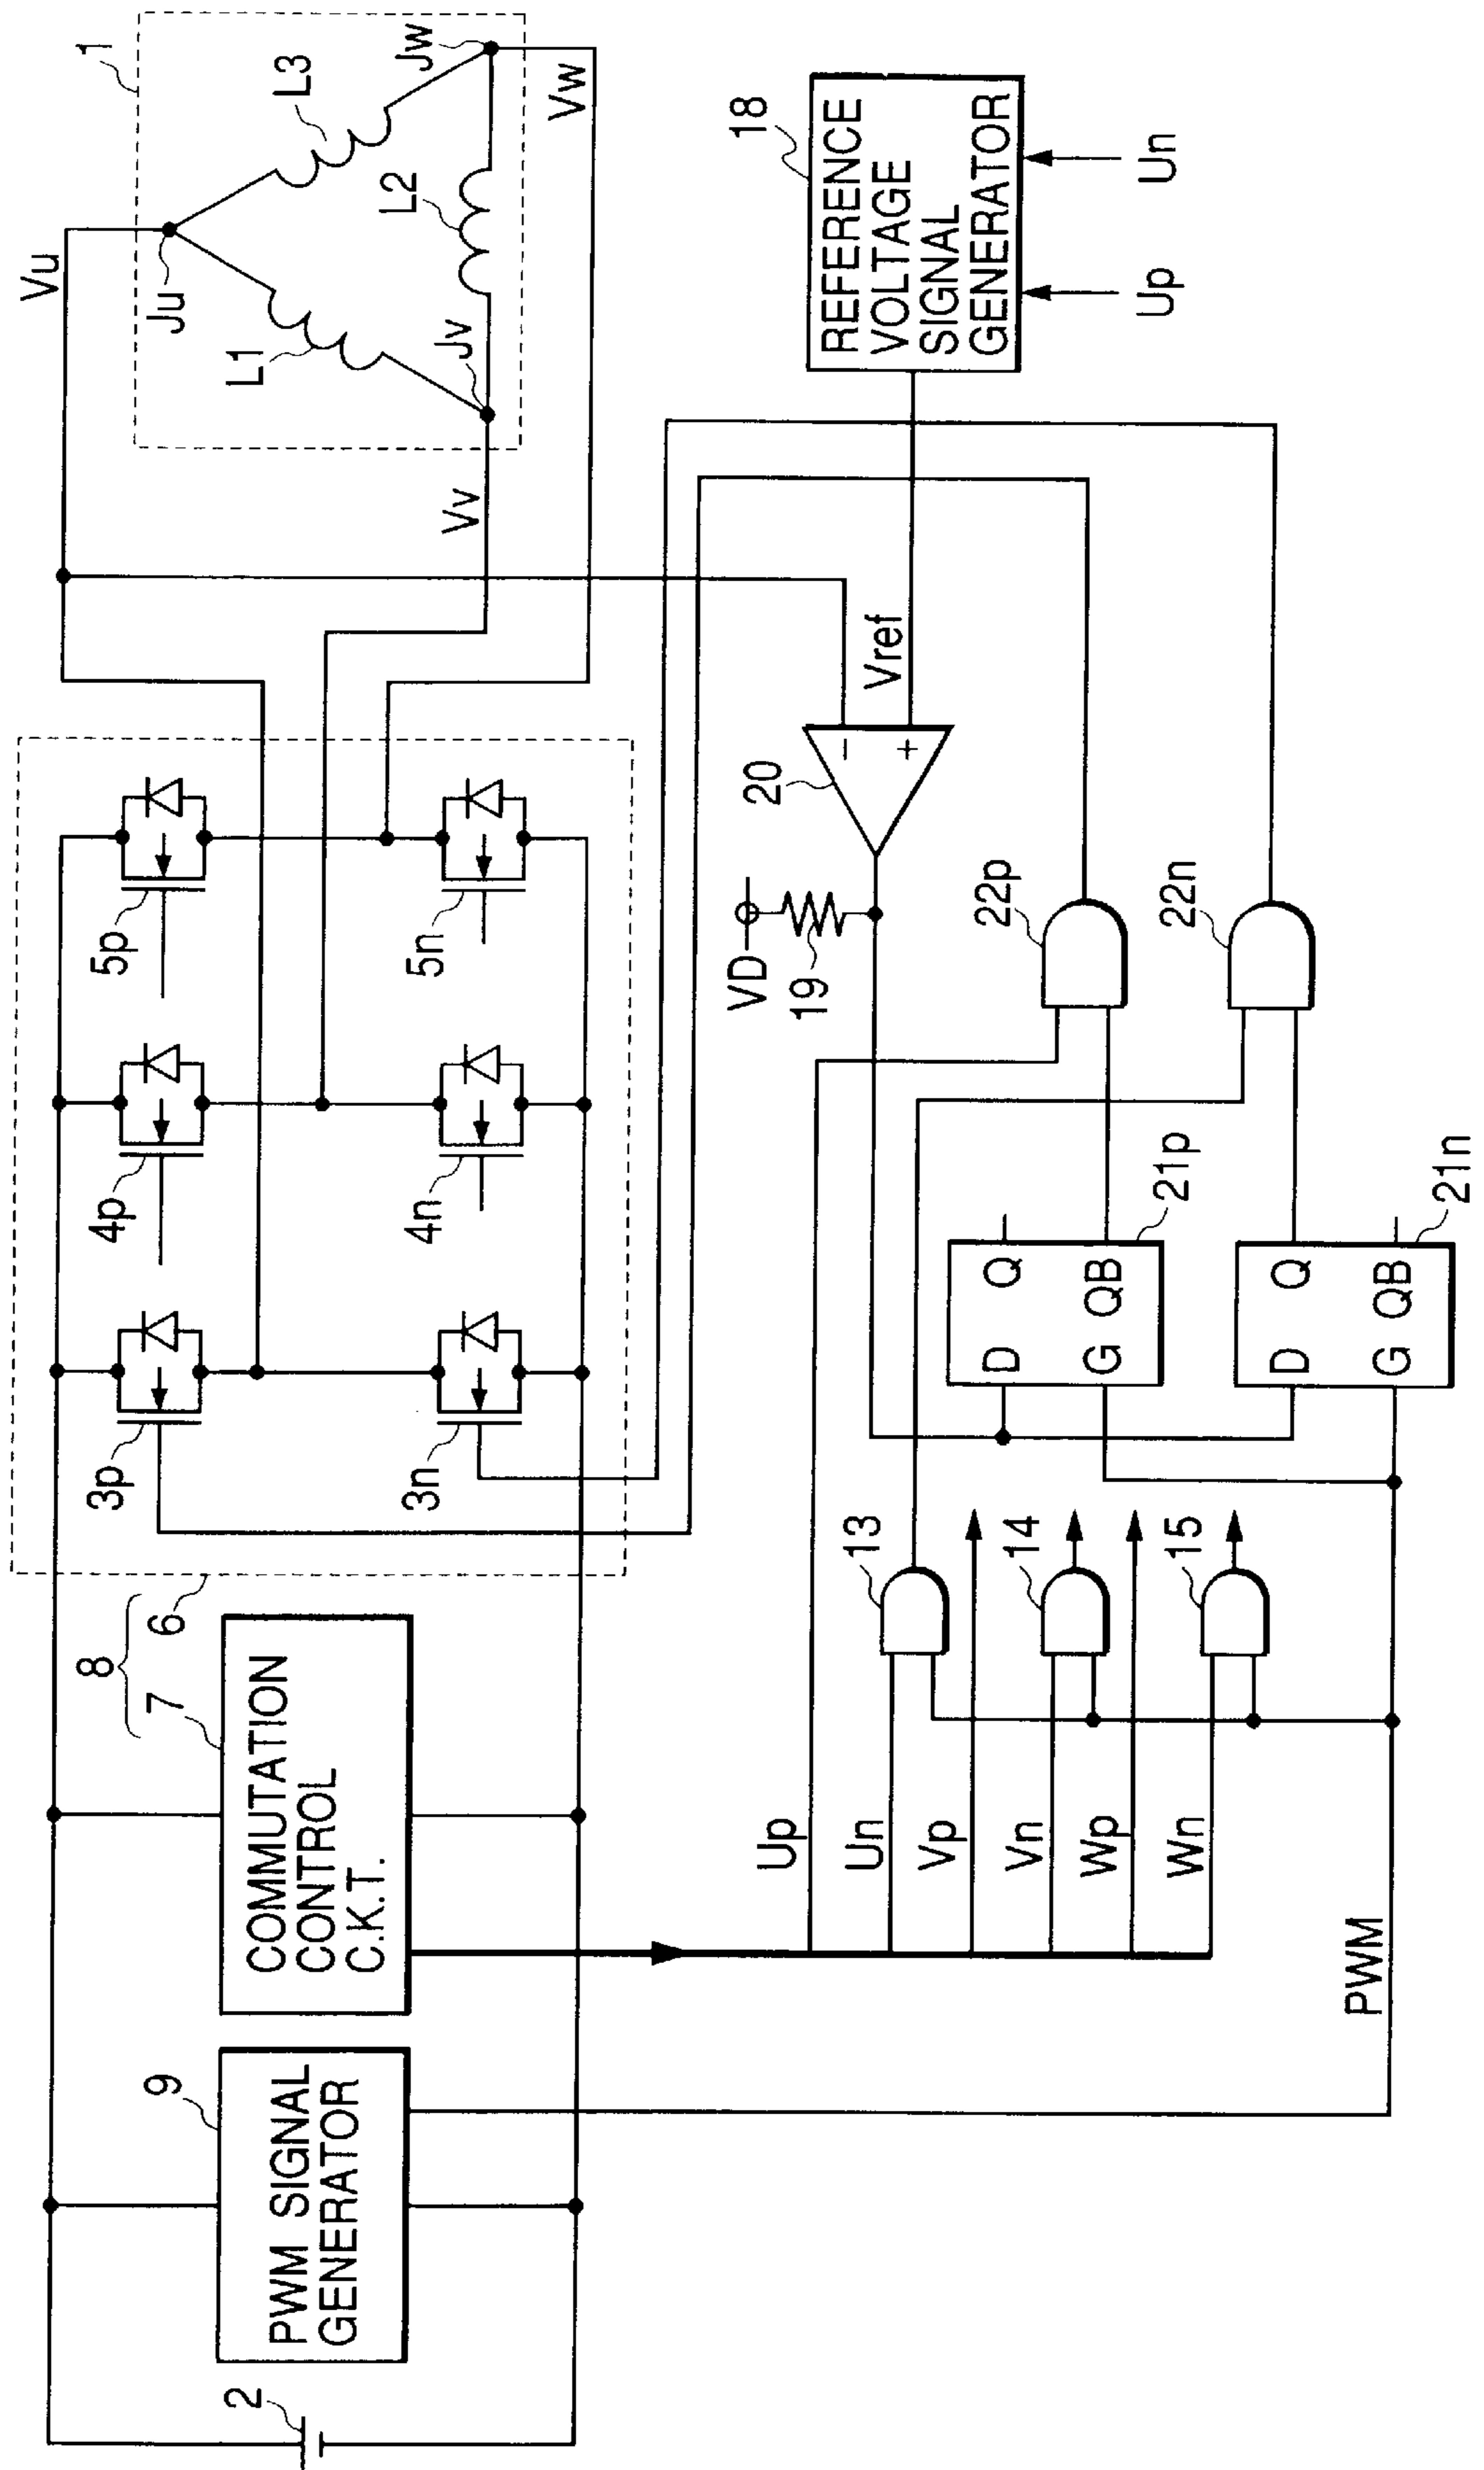 2
9
PWM SIGNAL
GENERATOR
8
7
6
COMMUTATION
CONTROL
C.K.T.
3p
4p
5p
3n
4n
5n
Vu
Vv
Vw
1
Ju
Jv
Jw
L1
L2
L3
Up
Un
Vp
Vn
Wp
Wn
PWM
13
14
15
D Q
G QB
21p
D Q
G QB
21n
22p
22n
VD
19
20
-
+
Vref
18
REFERENCE
VOLTAGE
SIGNAL
GENERATOR
Up
Un